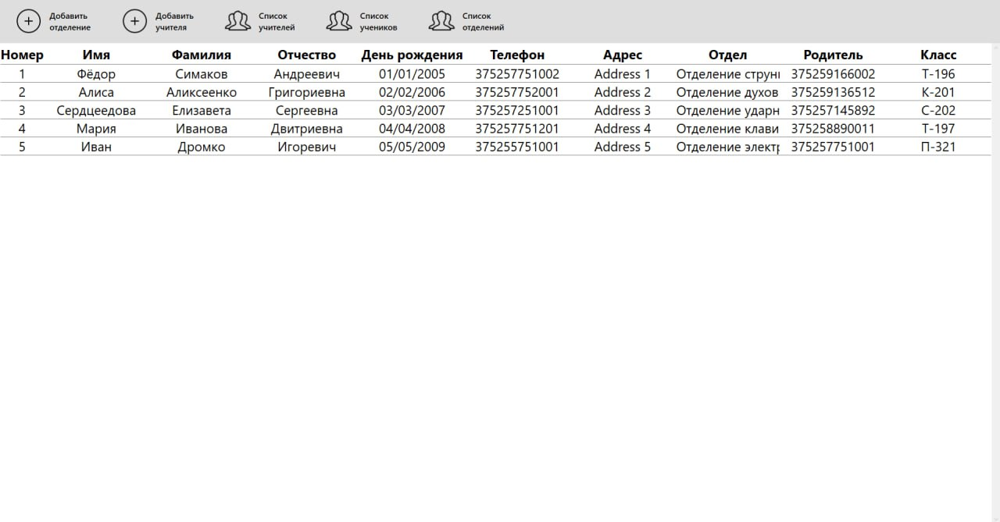 Добавить отделение Добавить учителя Список учителей Список учеников Список отделений
Номер Имя Фамилия Отчество День рождения Телефон Адрес Отдел Родитель Класс
1 Фёдор Симаков Андреевич 01/01/2005 375257751002 Address 1 Отделение струн 375259166002 Т-196
2 Алиса Аликсеенко Григориевна 02/02/2006 375257752001 Address 2 Отделение духов 375259136512 К-201
3 Сердцеедова Елизавета Сергеевна 03/03/2007 375257251001 Address 3 Отделение ударн 375257145892 С-202
4 Мария Иванова Двитриевна 04/04/2008 375257751201 Address 4 Отделение клави 375258890011 Т-197
5 Иван Дромко Игоревич 05/05/2009 375255751001 Address 5 Отделение электр 375257751001 П-321